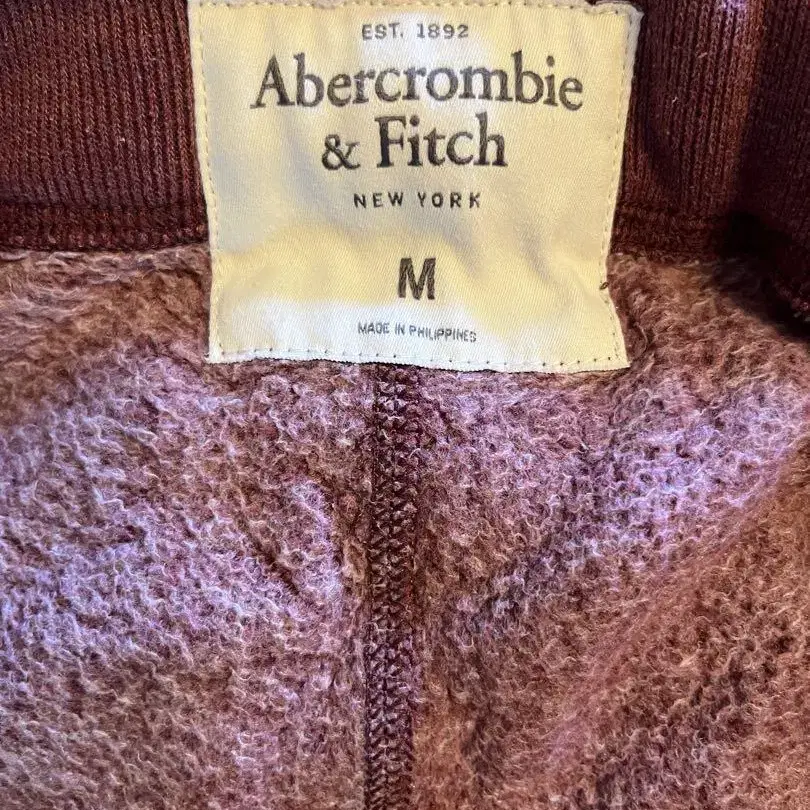 EST. 1892
Abercrombie
& Fitch
NEW YORK
M
MADE IN PHILIPPINES